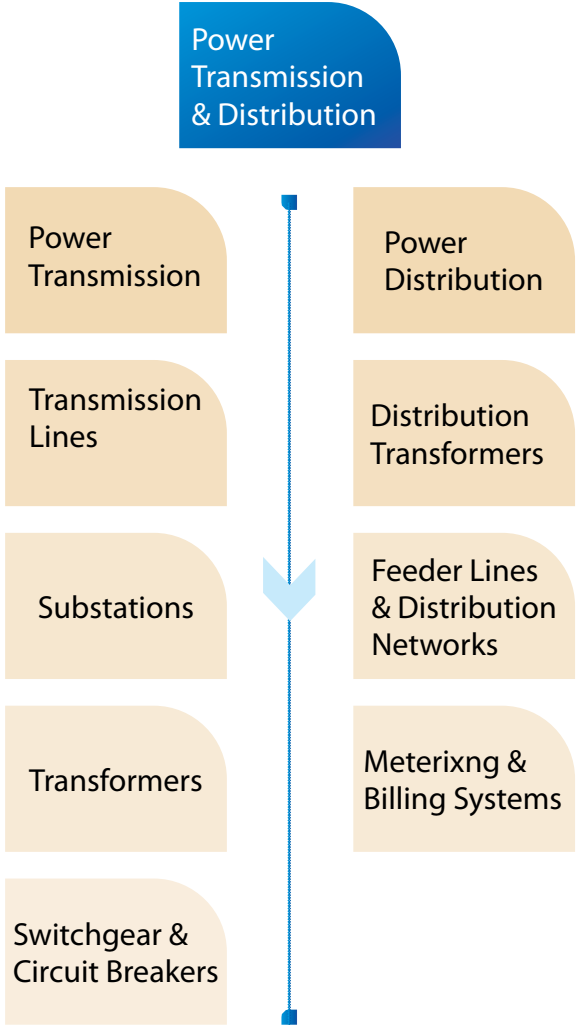 Power
Transmission
& Distribution
Power
Transmission
Transmission
Lines
Substations
Transformers
Switchgear &
Circuit Breakers
Power
Distribution
Distribution
Transformers
Feeder Lines
& Distribution
Networks
Meterixng &
Billing Systems